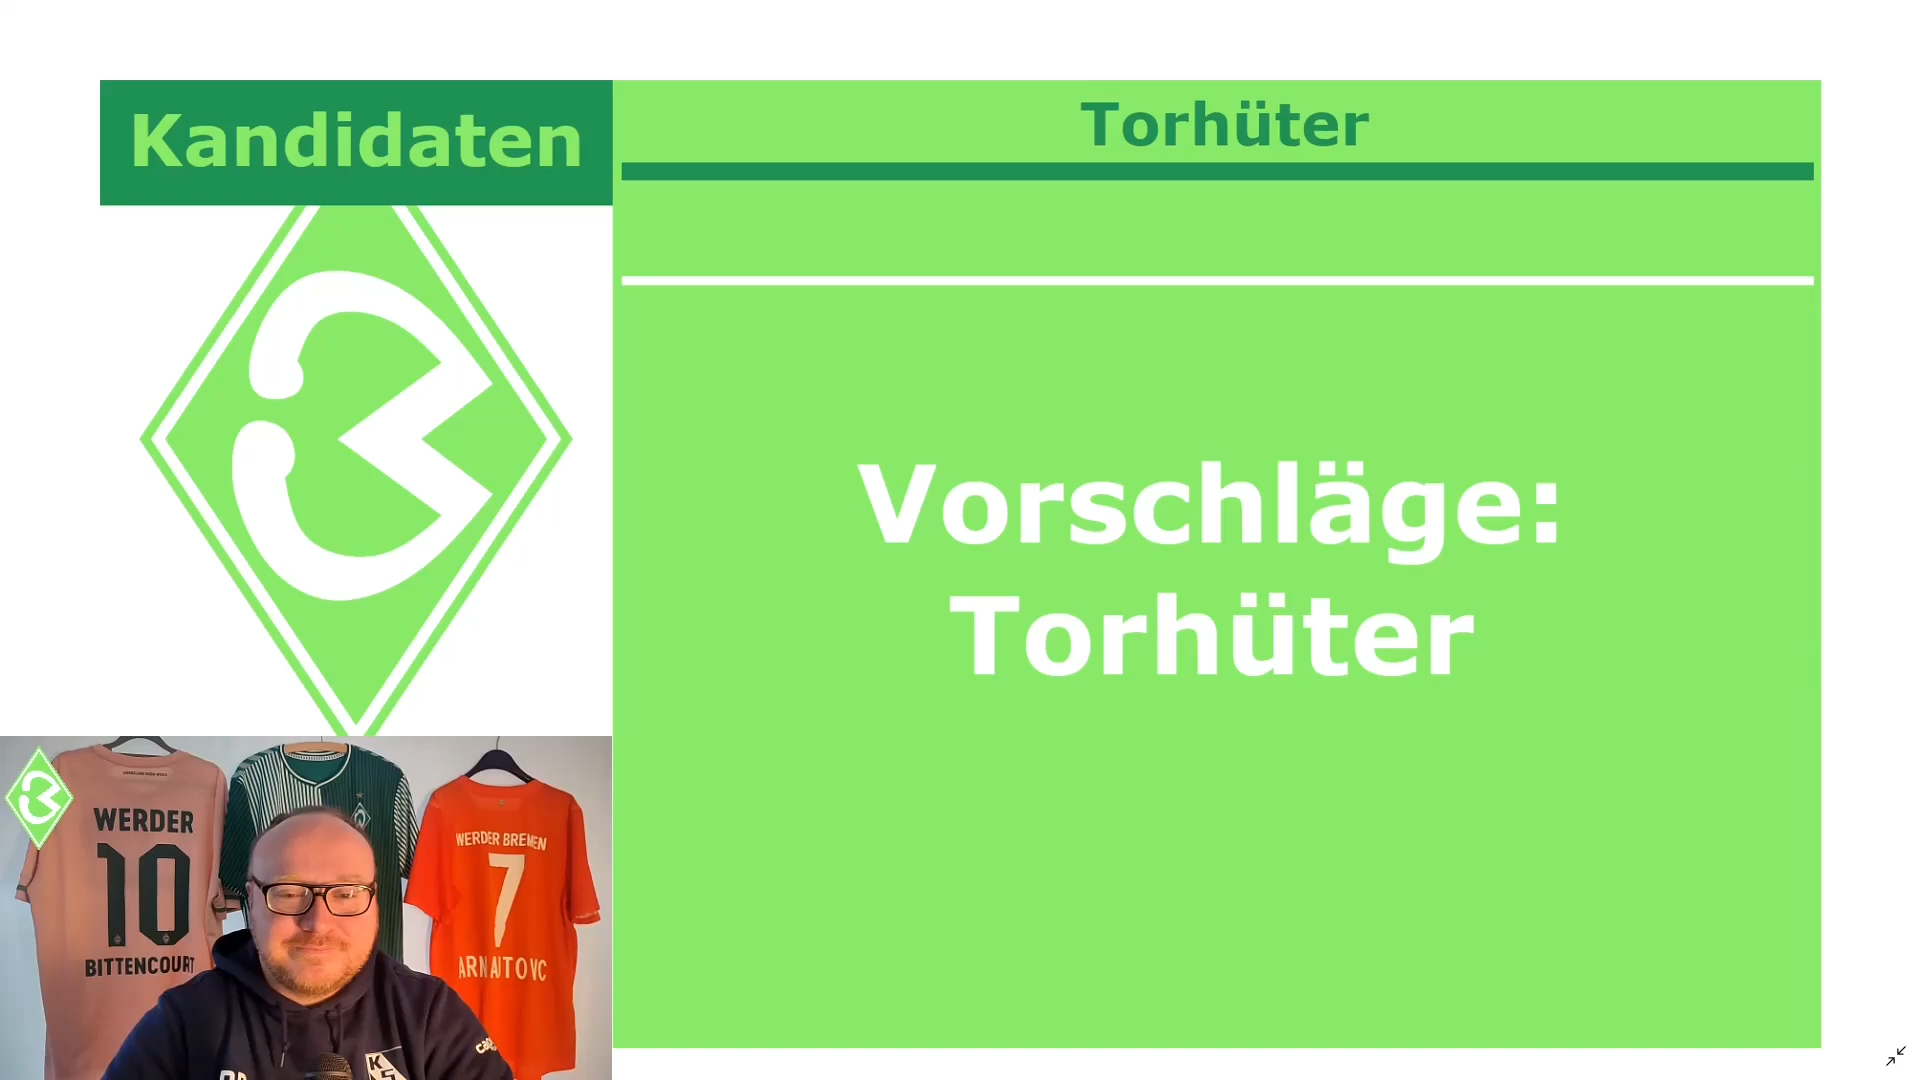 Kandidaten
Torhüter
Vorschläge:
Torhüter
WERDER
10
BITTENCOURT
WERDER BREMEN
7
ARNAUTOVIC